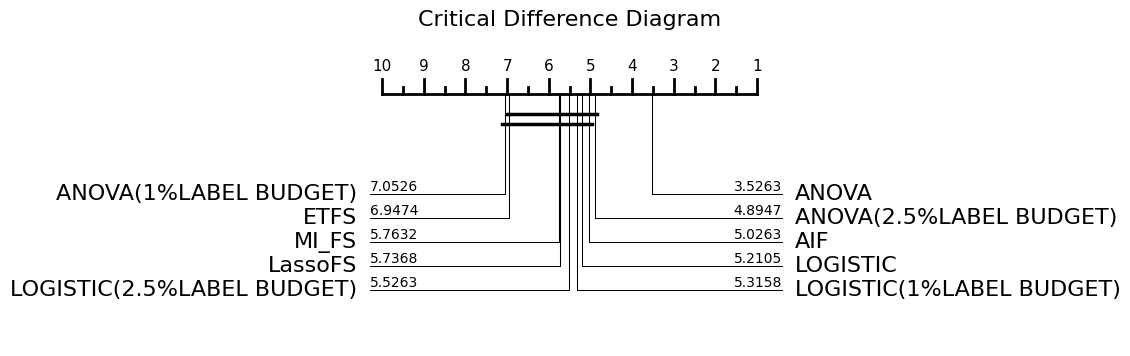 Critical Difference Diagram
10 9 8 7 6 5 4 3 2 1
ANOVA(1%LABEL BUDGET) 7.0526 3.5263 ANOVA
ETFS 6.9474 4.8947 ANOVA(2.5%LABEL BUDGET)
MI_FS 5.7632 5.0263 AIF
LassoFS 5.7368 5.2105 LOGISTIC
LOGISTIC(2.5%LABEL BUDGET) 5.5263 5.3158 LOGISTIC(1%LABEL BUDGET)